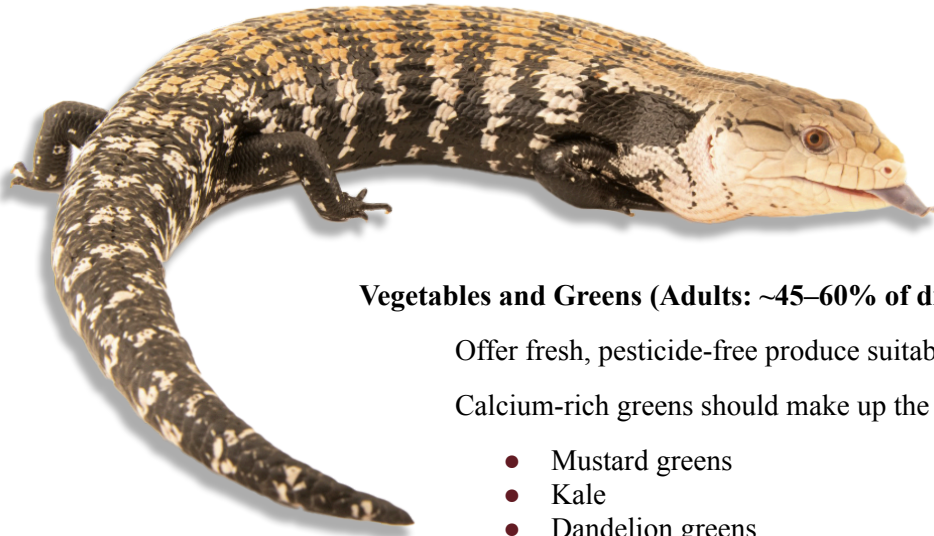 Vegetables and Greens (Adults: ~45–60% of
Offer fresh, pesticide-free produce
Calcium-rich greens should make up the
● Mustard greens
● Kale
● Dandelion greens